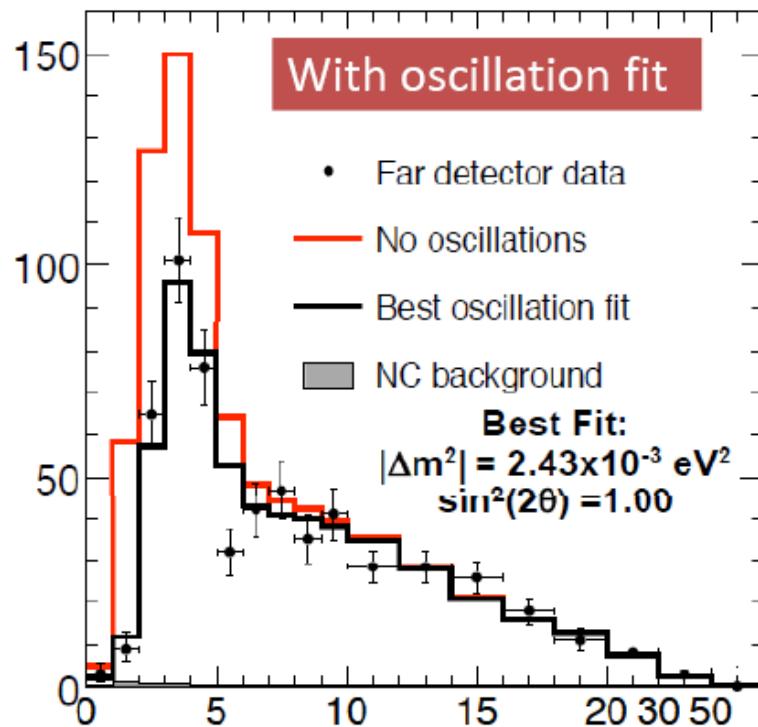 With oscillation fit
Far detector data
No oscillations
Best oscillation fit
NC background
Best Fit:
|Δm²| = 2.43x10⁻³ eV²
sin²(2θ) =1.00
150
100
50
0
0 5 10 15 20 30 50